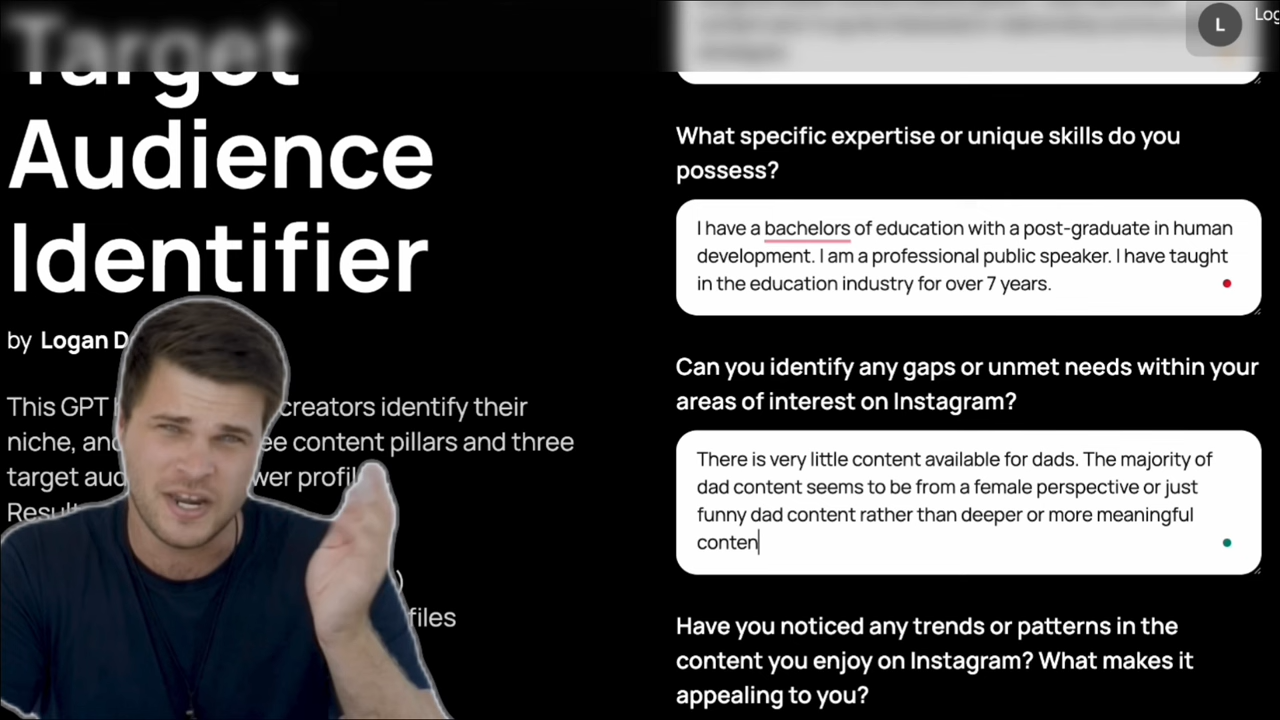 Target
Audience
Identifier
by Logan D
This GPT creators identify their
niche, ee content pillars and three
target
Resul
files
L
Log
What specific expertise or unique skills do you
possess?
I have a bachelors of education with a post-graduate in human
development. I am a professional public speaker. I have taught
in the education industry for over 7 years.
Can you identify any gaps or unmet needs within your
areas of interest on Instagram?
There is very little content available for dads. The majority of
dad content seems to be from a female perspective or just
funny dad content rather than deeper or more meaningful
conten
Have you noticed any trends or patterns in the
content you enjoy on Instagram? What makes it
appealing to you?